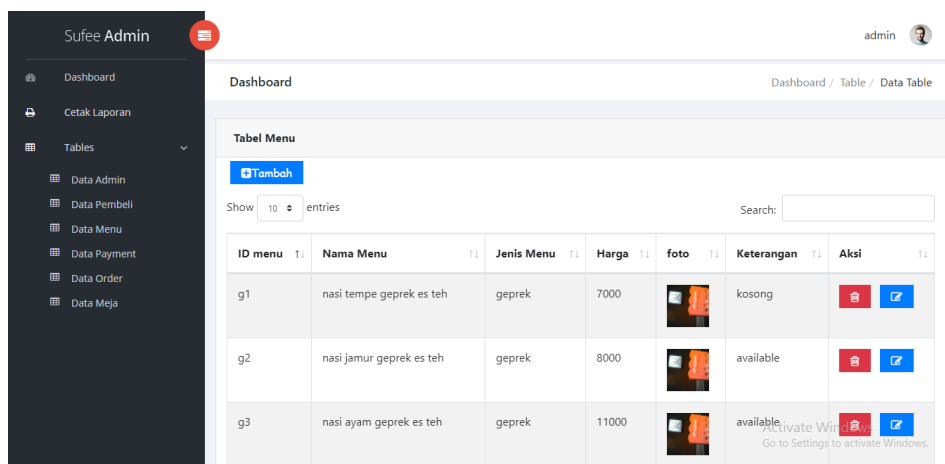 Sufee Admin
admin
Dashboard
Cetak Laporan
Tables
Data Admin
Data Pembeli
Data Menu
Data Payment
Data Order
Data Meja
Dashboard
Dashboard / Table / Data Table
Tabel Menu
Tambah
Show 10 entries
Search:
ID menu Nama Menu Jenis Menu Harga foto Keterangan Aksi
g1 nasi tempe geprek es teh geprek 7000 kosong
g2 nasi jamur geprek es teh geprek 8000 available
g3 nasi ayam geprek es teh geprek 11000 available
Activate Windows
Go to Settings to activate Windows.